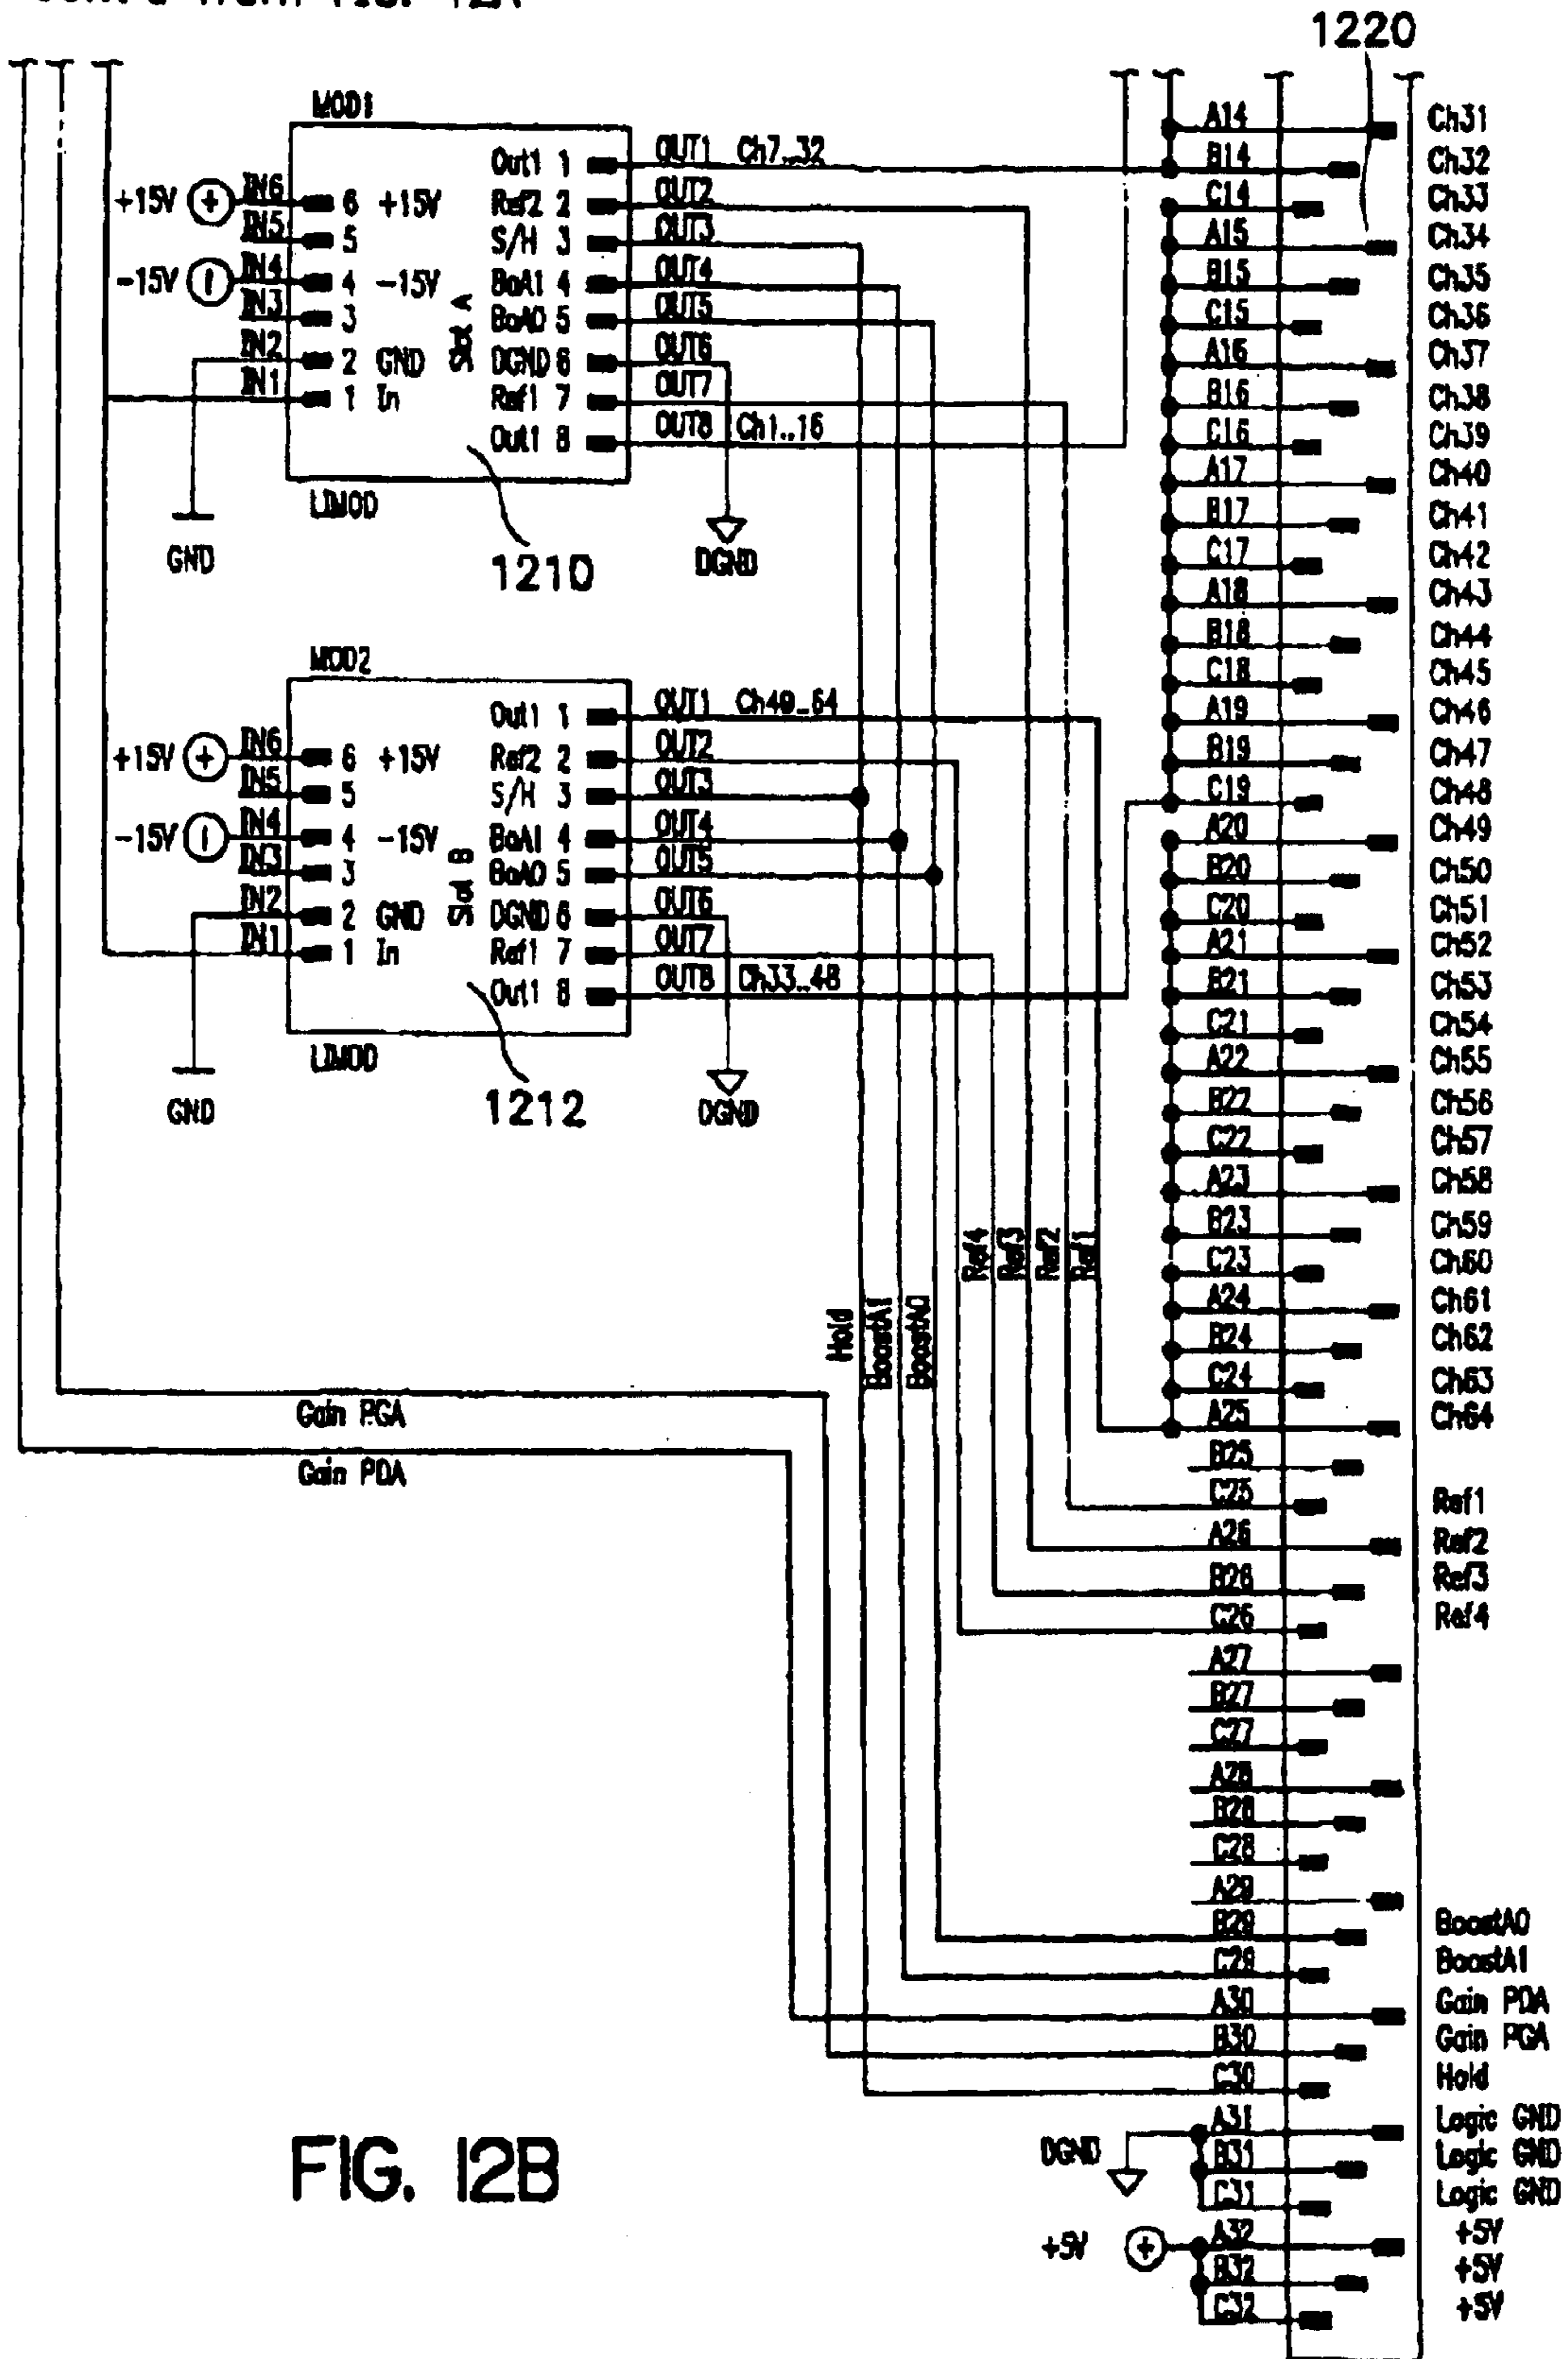 1220
MOD1
+15V
IN6
IN5
-15V
IN4
IN3
IN2
IN1
6 +15V
5
4 -15V
3
2 GND
1 In
Slot A
Out1 1
Ref2 2
S/H 3
BoA1 4
BoA0 5
DGND 6
Ref1 7
Out1 8
OUT1 Ch7..32
OUT2
OUT3
OUT4
OUT5
OUT6
OUT7
OUT8 Ch1..16
LIMOD
GND
1210
DGND
MOD2
+15V
IN6
IN5
-15V
IN4
IN3
IN2
IN1
6 +15V
5
4 -15V
3
2 GND
1 In
Slot B
Out1 1
Ref2 2
S/H 3
BoA1 4
BoA0 5
DGND 6
Ref1 7
Out1 8
OUT1 Ch49..64
OUT2
OUT3
OUT4
OUT5
OUT6
OUT7
OUT8 Ch33..48
LIMOD
GND
1212
DGND
Hold
BoostA1
BoostA0
Ref4
Ref3
Ref2
Ref1
Gain PGA
Gain PDA
A14 Ch31
B14 Ch32
C14 Ch33
A15 Ch34
B15 Ch35
C15 Ch36
A16 Ch37
B16 Ch38
C16 Ch39
A17 Ch40
B17 Ch41
C17 Ch42
A18 Ch43
B18 Ch44
C18 Ch45
A19 Ch46
B19 Ch47
C19 Ch48
A20 Ch49
B20 Ch50
C20 Ch51
A21 Ch52
B21 Ch53
C21 Ch54
A22 Ch55
B22 Ch56
C22 Ch57
A23 Ch58
B23 Ch59
C23 Ch60
A24 Ch61
B24 Ch62
C24 Ch63
A25 Ch64
B25
C25 Ref1
A26 Ref2
B26 Ref3
C26 Ref4
A27
B27
C27
A28
B28
C28
A29
B29 BoostA0
C29 BoostA1
A30 Gain PDA
B30 Gain PGA
C30 Hold
DGND
A31 Logic GND
B31 Logic GND
C31 Logic GND
+5V
A32 +5V
B32 +5V
C32 +5V
FIG. 12B